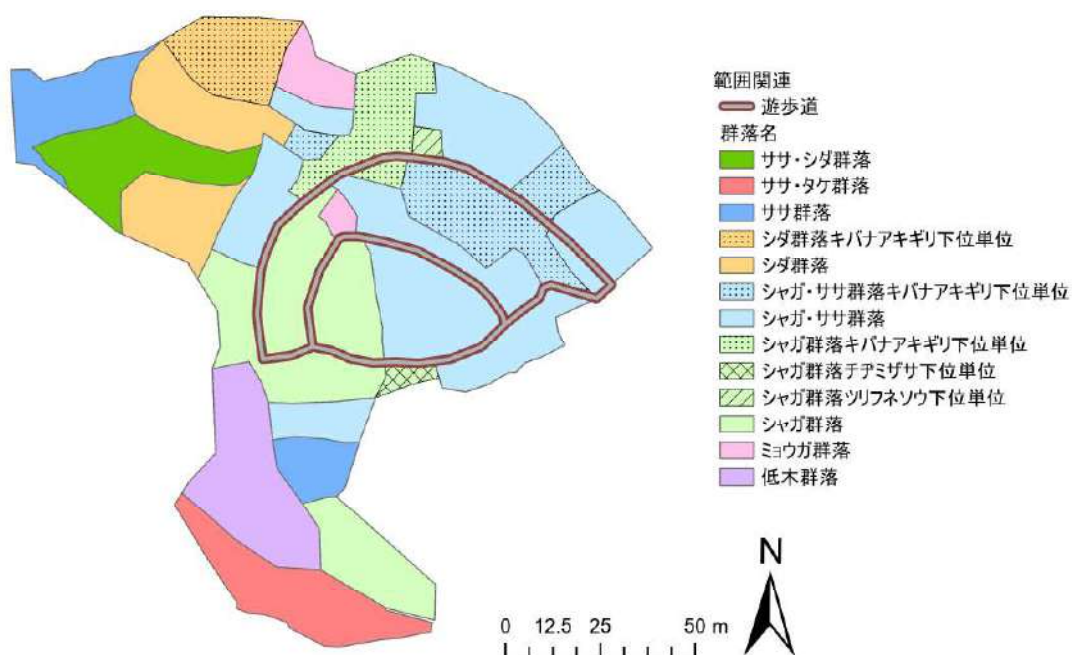 範囲関連
遊歩道
群落名
ササ・シダ群落
ササ・タケ群落
ササ群落
シダ群落キバナアキギリ下位単位
シダ群落
シャガ・ササ群落キバナアキギリ下位単位
シャガ・ササ群落
シャガ群落キバナアキギリ下位単位
シャガ群落チヂミザサ下位単位
シャガ群落ツリフネソウ下位単位
シャガ群落
ミョウガ群落
低木群落
N
0 12.5 25 50 m